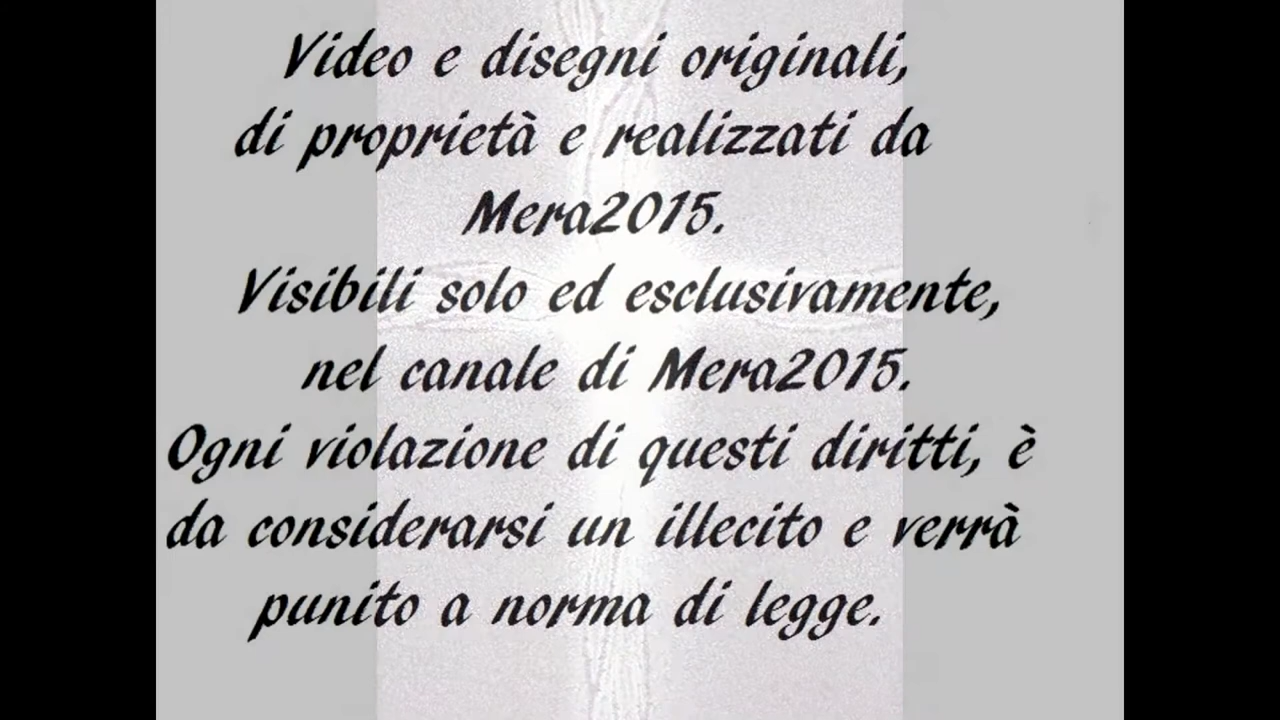 Video e disegni originali,
di proprietà e realizzati da
Mera2015.
Visibili solo ed esclusivamente,
nel canale di Mera2015.
Ogni violazione di questi diritti, è
da considerarsi un illecito e verrà
punito a norma di legge.